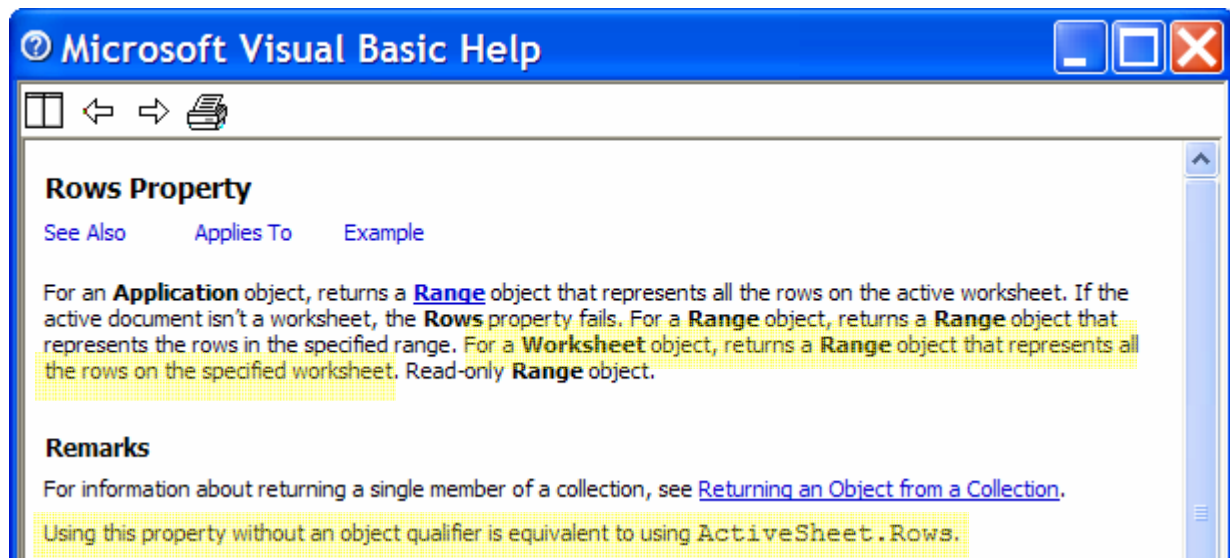 Microsoft Visual Basic Help
Rows Property
See Also Applies To Example
For an Application object, returns a Range object that represents all the rows on the active worksheet. If the
active document isn't a worksheet, the Rows property fails. For a Range object, returns a Range object that
represents the rows in the specified range. For a Worksheet object, returns a Range object that represents all
the rows on the specified worksheet. Read-only Range object.
Remarks
For information about returning a single member of a collection, see Returning an Object from a Collection.
Using this property without an object qualifier is equivalent to using ActiveSheet.Rows.